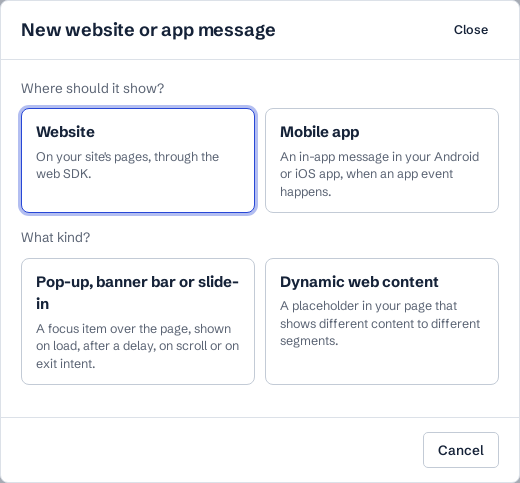 New website or app message
Close
Where should it show?
Website
On your site's pages, through the
web SDK.
Mobile app
An in-app message in your Android
or iOS app, when an app event
happens.
What kind?
Pop-up, banner bar or slide-
in
A focus item over the page, shown
on load, after a delay, on scroll or on
exit intent.
Dynamic web content
A placeholder in your page that
shows different content to different
segments.
Cancel